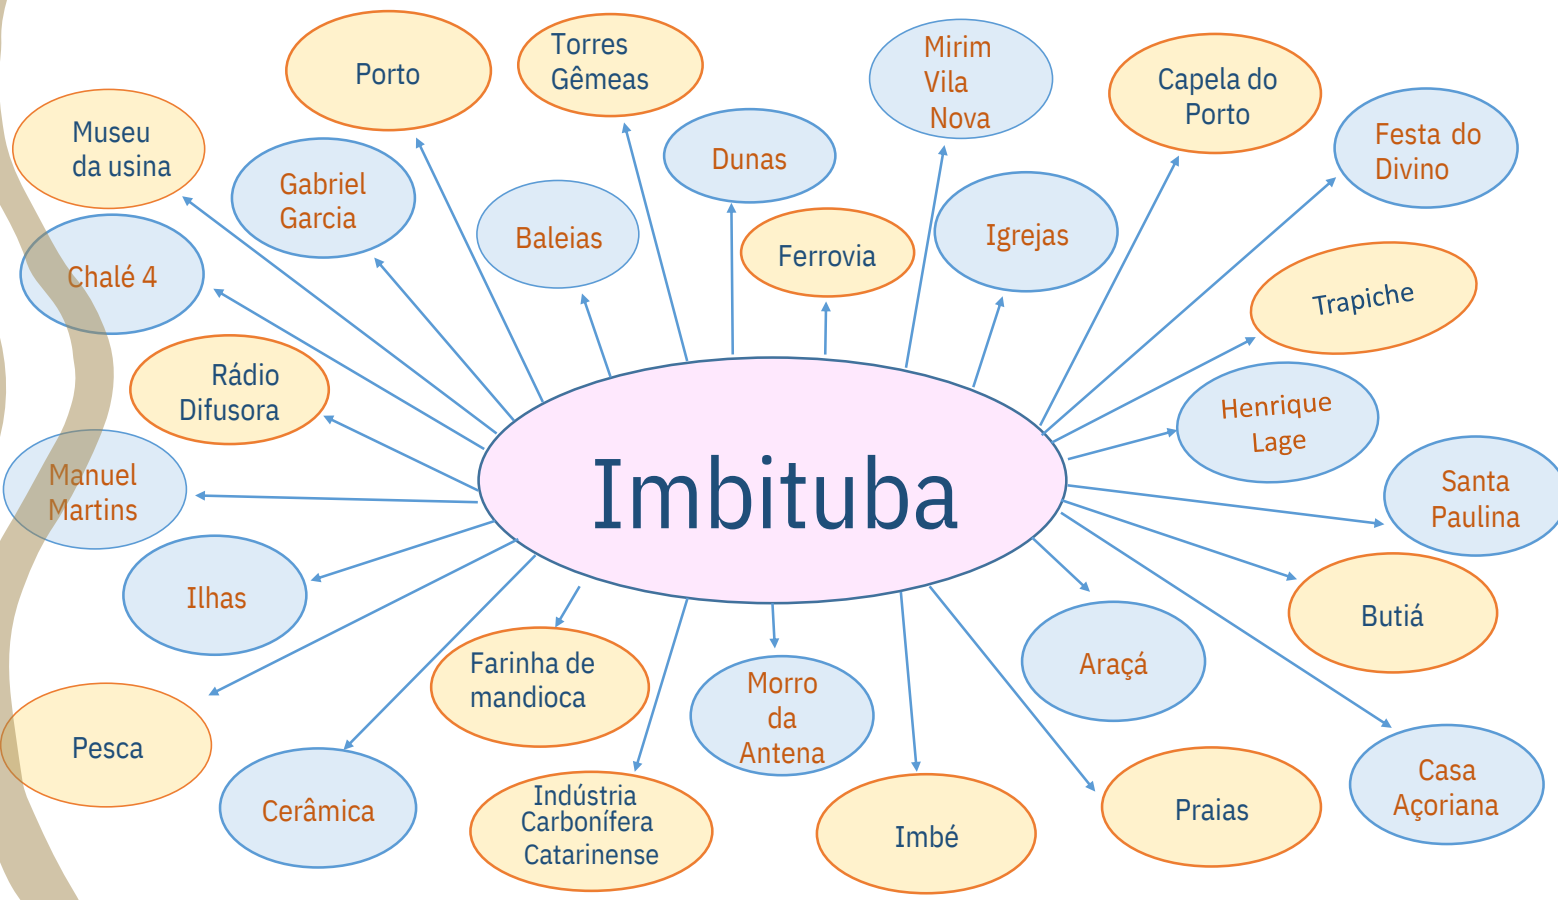 Porto
Torres
Gêmeas
Mirim
Vila
Nova
Capela do
Porto
Museu
da usina
Gabriel
Garcia
Dunas
Festa do
Divino
Baleias
Ferrovia
Igrejas
Chalé 4
Trapiche
Rádio
Difusora
Henrique
Lage
Manuel
Martins
Imbituba
Santa
Paulina
Ilhas
Butiá
Farinha de
mandioca
Morro
da
Antena
Araçá
Pesca
Cerâmica
Indústria
Carbonífera
Catarinense
Imbé
Praias
Casa
Açoriana